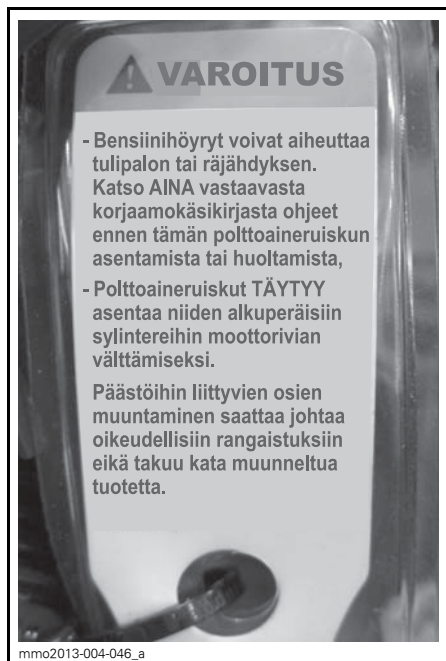 VAROITUS
- Bensiinihöyryt voivat aiheuttaa
tulipalon tai räjähdyksen.
Katso AINA vastaavasta
korjaamokäsikirjasta ohjeet
ennen tämän polttoaineruiskun
asentamista tai huoltamista,
- Polttoaineruiskut TÄYTYY
asentaa niiden alkuperäisiin
sylintereihin moottorivian
välttämiseksi.
Päästöihin liittyvien osien
muuntaminen saattaa johtaa
oikeudellisiin rangaistuksiin
eikä takuu kata muunneltua
tuotetta.
mmo2013-004-046_a